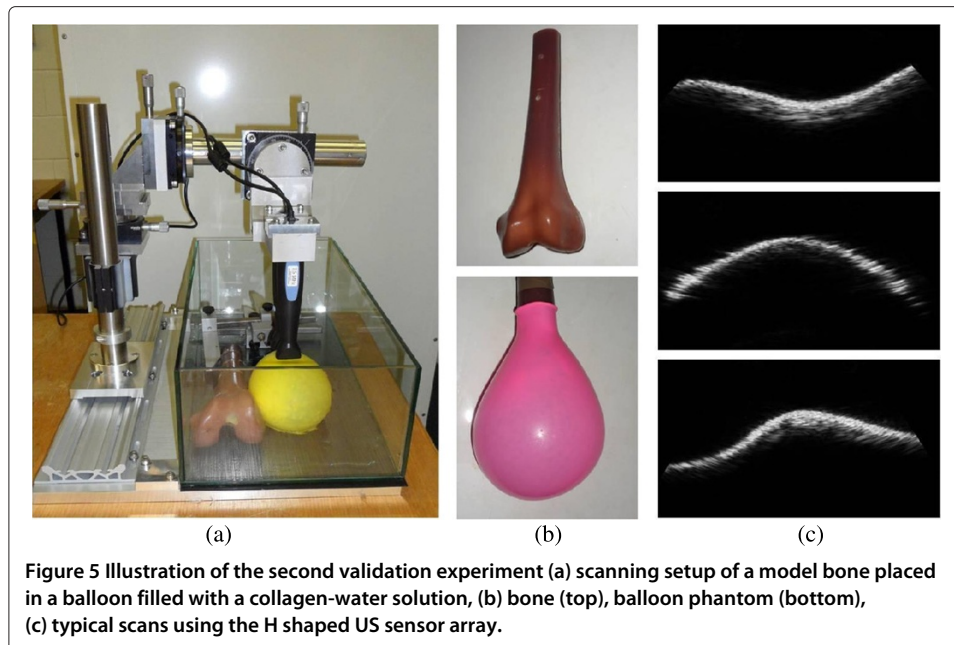 (a)
(b)
(c)
Figure 5 Illustration of the second validation experiment (a) scanning setup of a model bone placed
in a balloon filled with a collagen-water solution, (b) bone (top), balloon phantom (bottom),
(c) typical scans using the H shaped US sensor array.